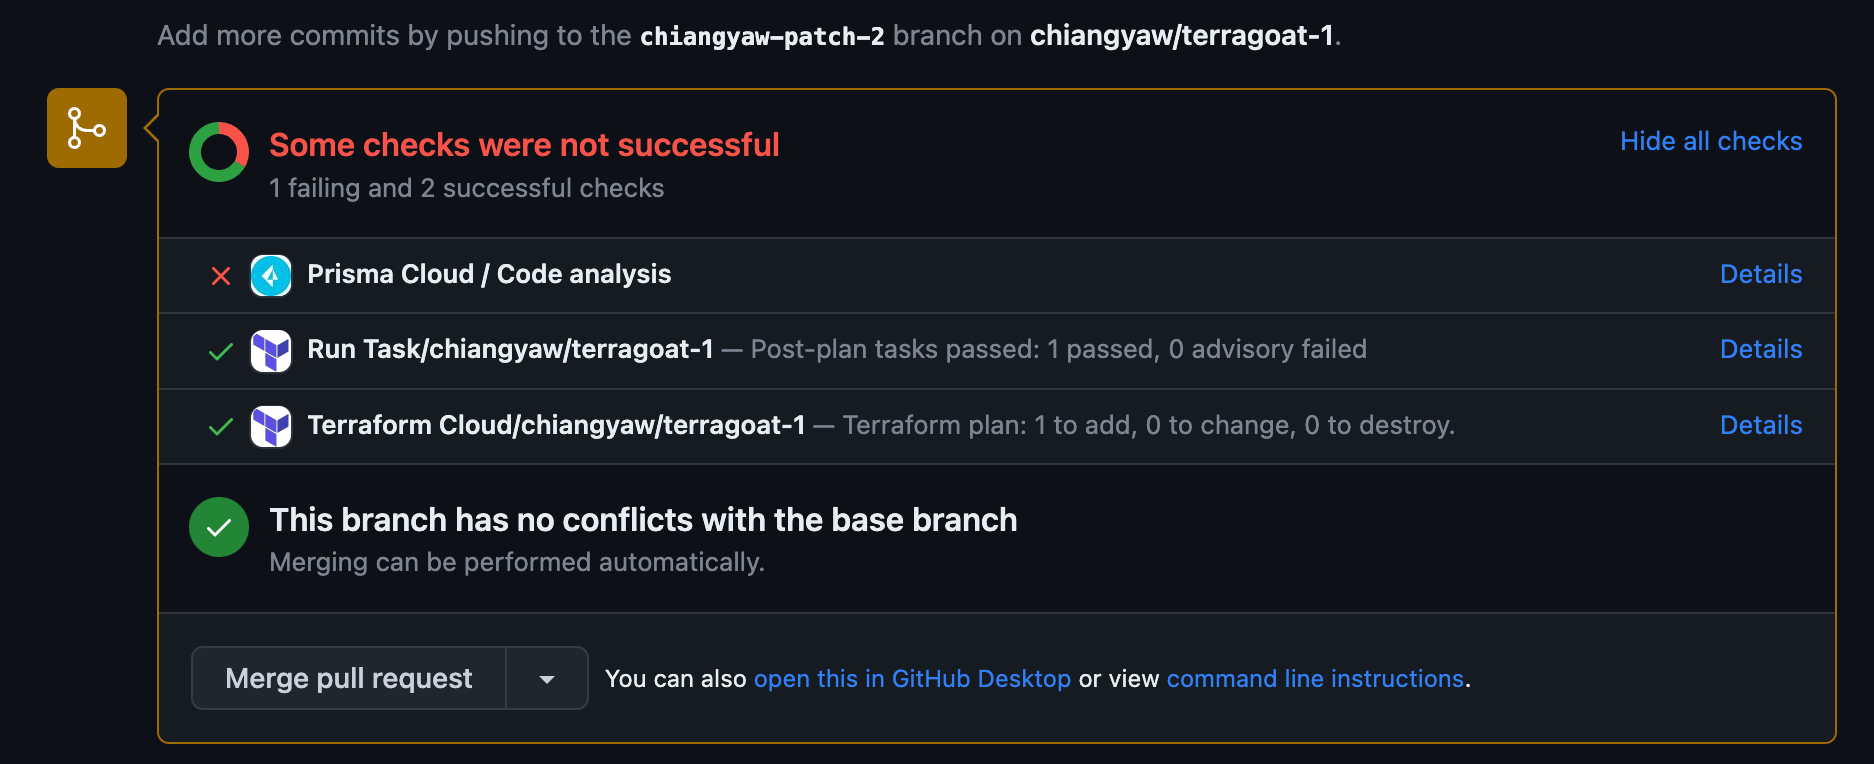 Add more commits by pushing to the chiangyaw-patch-2 branch on chiangyaw/terragoat-1.
Some checks were not successful
Hide all checks
1 failing and 2 successful checks
Prisma Cloud / Code analysis
Details
Run Task/chiangyaw/terragoat-1 — Post-plan tasks passed: 1 passed, 0 advisory failed
Details
Terraform Cloud/chiangyaw/terragoat-1 — Terraform plan: 1 to add, 0 to change, 0 to destroy.
Details
This branch has no conflicts with the base branch
Merging can be performed automatically.
Merge pull request
You can also open this in GitHub Desktop or view command line instructions.